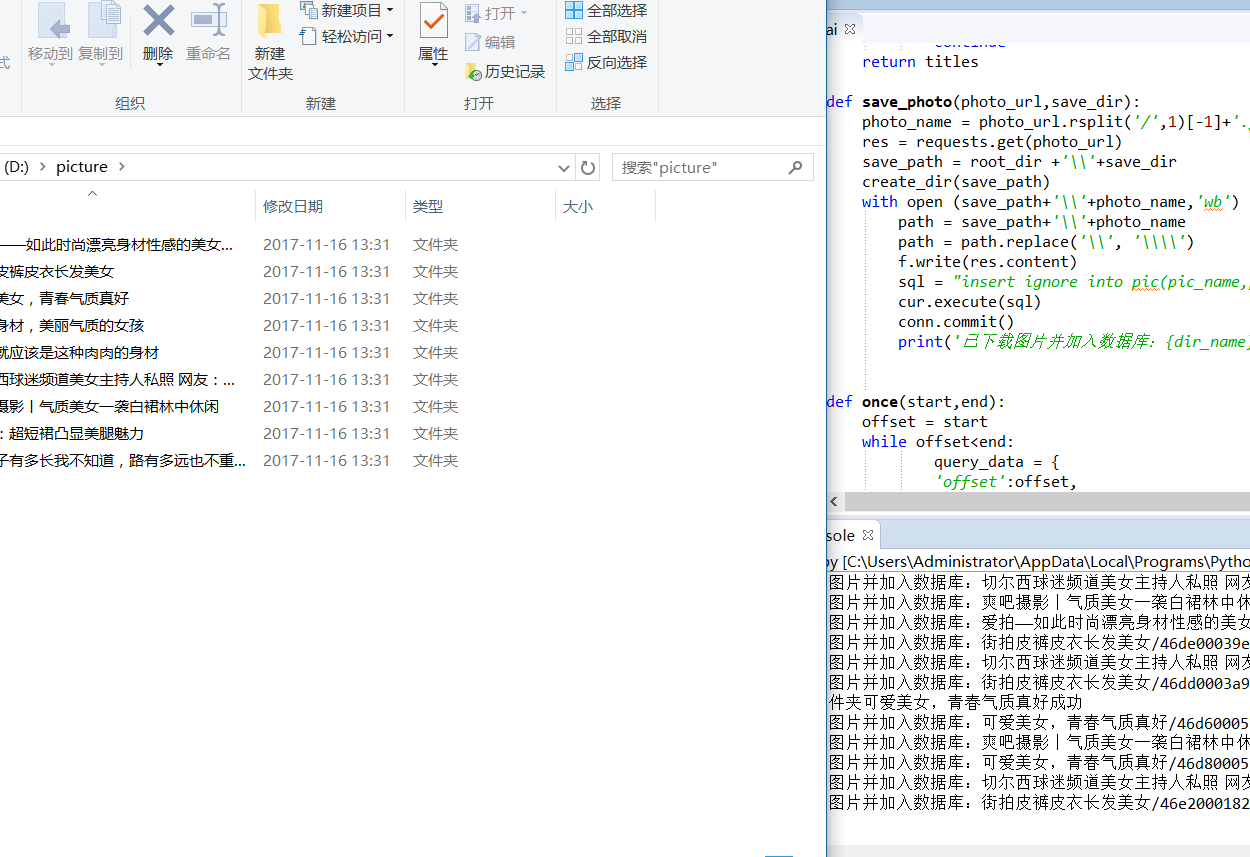 移动到 复制到 删除 重命名
新建
文件夹
新建项目
轻松访问
属性
打开
编辑
历史记录
全部选择
全部取消
反向选择
式
组织
新建
打开
选择
(D:) › picture ›
搜索"picture"
修改日期 类型 大小
——如此时尚漂亮身材性感的美女... 2017-11-16 13:31 文件夹
皮裤皮衣长发美女 2017-11-16 13:31 文件夹
美女，青春气质真好 2017-11-16 13:31 文件夹
身材，美丽气质的女孩 2017-11-16 13:31 文件夹
就应该是这种肉肉的身材 2017-11-16 13:31 文件夹
西球迷频道美女主持人私照 网友：... 2017-11-16 13:31 文件夹
摄影丨气质美女一袭白裙林中休闲 2017-11-16 13:31 文件夹
：超短裙凸显美腿魅力 2017-11-16 13:31 文件夹
子有多长我不知道，路有多远也不重... 2017-11-16 13:31 文件夹
ai
continue
return titles
def save_photo(photo_url,save_dir):
photo_name = photo_url.rsplit('/',1)[-1]+'.
res = requests.get(photo_url)
save_path = root_dir +'\\'+save_dir
create_dir(save_path)
with open (save_path+'\\'+photo_name,'wb')
path = save_path+'\\'+photo_name
path = path.replace('\\', '\\\\')
f.write(res.content)
sql = "insert ignore into pic(pic_name,
cur.execute(sql)
conn.commit()
print('已下载图片并加入数据库：{dir_name}
def once(start,end):
offset = start
while offset<end:
query_data = {
'offset':offset,
sole
py [C:\Users\Administrator\AppData\Local\Programs\Pytho
图片并加入数据库：切尔西球迷频道美女主持人私照 网友
图片并加入数据库：爽吧摄影丨气质美女一袭白裙林中休
图片并加入数据库：爱拍——如此时尚漂亮身材性感的美女
图片并加入数据库：街拍皮裤皮衣长发美女/46de00039e
图片并加入数据库：切尔西球迷频道美女主持人私照 网友
图片并加入数据库：街拍皮裤皮衣长发美女/46dd0003a9
件夹可爱美女，青春气质真好成功
图片并加入数据库：可爱美女，青春气质真好/46d60005
图片并加入数据库：爽吧摄影丨气质美女一袭白裙林中休
图片并加入数据库：可爱美女，青春气质真好/46d80005
图片并加入数据库：切尔西球迷频道美女主持人私照 网友
图片并加入数据库：街拍皮裤皮衣长发美女/46e2000182